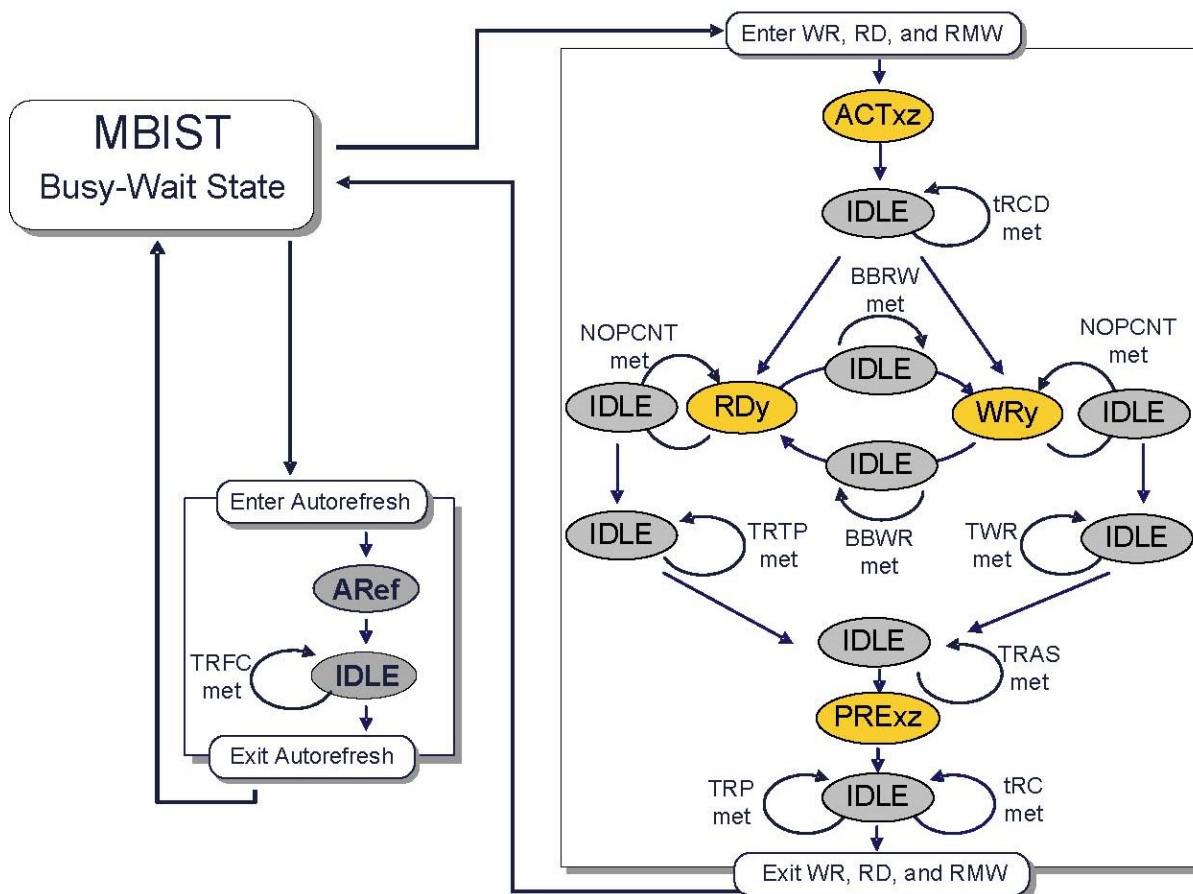 Enter WR, RD, and RMW
MBIST
Busy-Wait State
ACTxz
IDLE
tRCD
met
BBRW
met
NOPCNT
met
NOPCNT
met
IDLE
IDLE
RDy
WRy
IDLE
IDLE
Enter Autorefresh
IDLE
TRTP
met
BBWR
met
TWR
met
IDLE
ARef
IDLE
TRAS
met
TRFC
met
IDLE
PRExz
Exit Autorefresh
TRP
met
IDLE
tRC
met
Exit WR, RD, and RMW